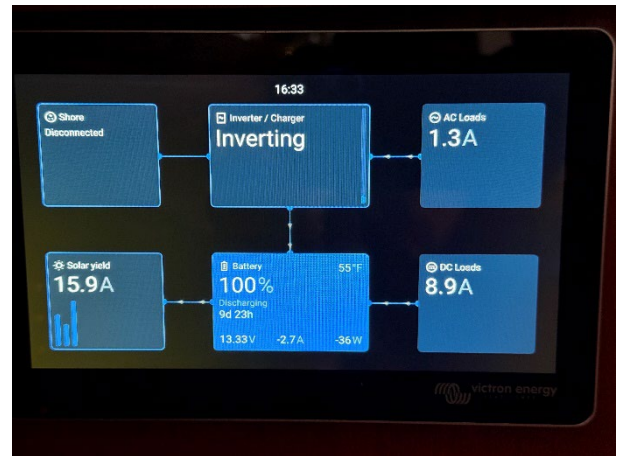 16:33
Shore
Disconnected
Inverter / Charger
Inverting
AC Loads
1.3A
Solar yield
15.9A
Battery
55°F
100%
Discharging
9d 23h
13.33V
-2.7A
-36W
DC Loads
8.9A
victron energy